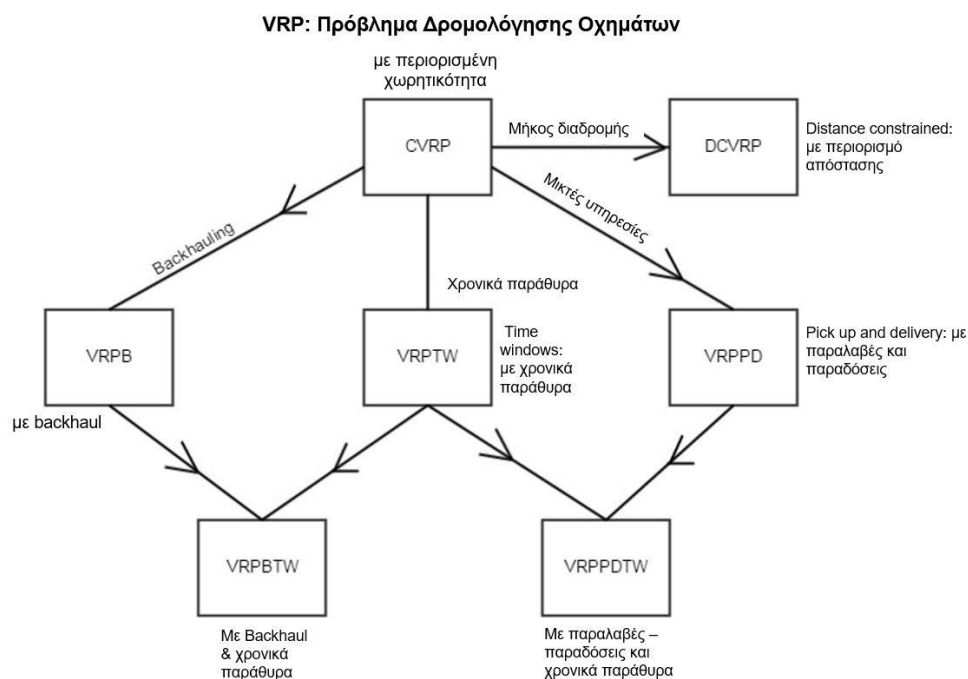 VRP: Πρόβλημα Δρομολόγησης Οχημάτων
με περιορισμένη
χωρητικότητα
CVRP
Μήκος διαδρομής
DCVRP
Distance constrained:
με περιορισμό
απόστασης
Backhauling
Μικτές υπηρεσίες
Χρονικά παράθυρα
VRPB
με backhaul
VRPTW
Time
windows:
με χρονικά
παράθυρα
VRPPD
Pick up and delivery: με
παραλαβές και
παραδόσεις
VRPBTW
Με Backhaul
& χρονικά
παράθυρα
VRPPDTW
Με παραλαβές –
παραδόσεις και
χρονικά παράθυρα